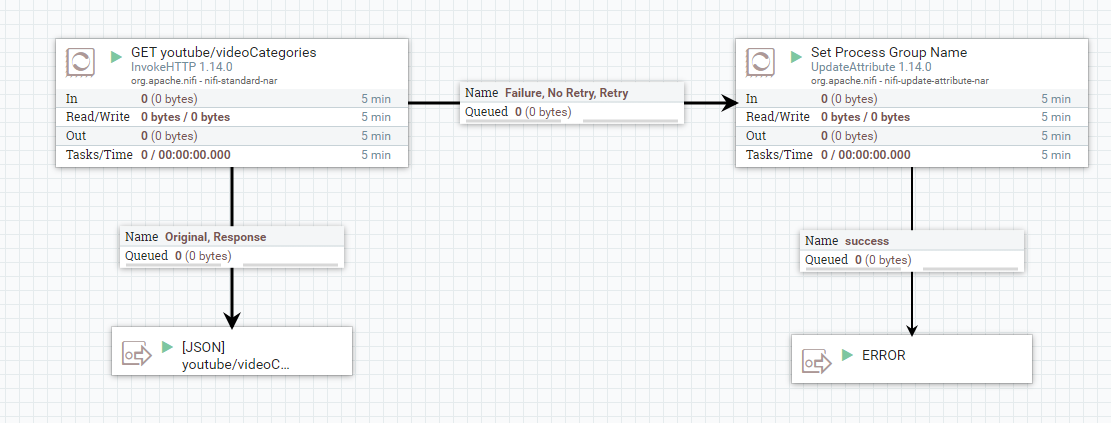 GET youtube/videoCategories
InvokeHTTP 1.14.0
org.apache.nifi - nifi-standard-nar
In 0 (0 bytes) 5 min
Read/Write 0 bytes / 0 bytes 5 min
Out 0 (0 bytes) 5 min
Tasks/Time 0 / 00:00:00.000 5 min
Name Failure, No Retry, Retry
Queued 0 (0 bytes)
Set Process Group Name
UpdateAttribute 1.14.0
org.apache.nifi - nifi-update-attribute-nar
In 0 (0 bytes) 5 min
Read/Write 0 bytes / 0 bytes 5 min
Out 0 (0 bytes) 5 min
Tasks/Time 0 / 00:00:00.000 5 min
Name Original, Response
Queued 0 (0 bytes)
Name success
Queued 0 (0 bytes)
[JSON]
youtube/videoC...
ERROR